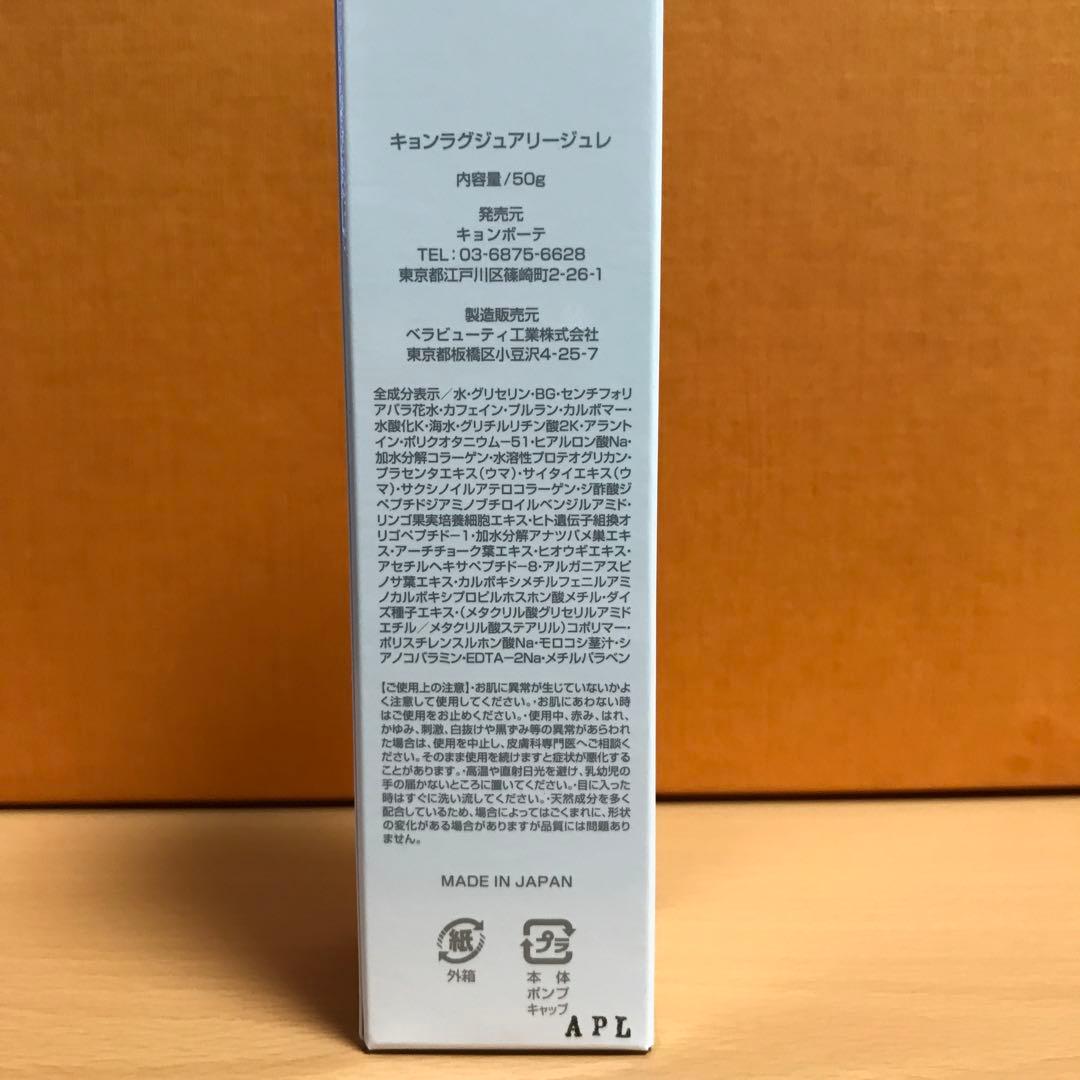 キョンラグジュアリージュレ
内容量/50g
発売元
キョンボーテ
TEL:03-6875-6628
東京都江戸川区篠崎町2-26-1
製造販売元
ベラビューティ工業株式会社
東京都板橋区小豆沢4-25-7
全成分表示/水・グリセリン・BG・センチフォリ
アバラ花水・カフェイン・プルラン・カルボマー・
水酸化K・海水・グリチルリチン酸2K・アラント
イン・ポリクオタニウム-51・ヒアルロン酸Na・
加水分解コラーゲン・水溶性プロテオグリカン・
プラセンタエキス(ウマ)・サイタイエキス(ウ
マ)・サクシノイルアテロコラーゲン・ジ酢酸ジ
ペプチドジアミノブチロイルベンジルアミド・
リンゴ果実培養細胞エキス・ヒト遺伝子組換オ
リゴペプチド-1・加水分解アナツバメ巣エキ
ス・アーチチョーク葉エキス・ヒオウギエキス・
アセチルヘキサペプチド-8・アルガニアスピ
ノサ葉エキス・カルボキシメチルフェニルアミ
ノカルボキシプロピルホスホン酸メチル・ダイ
ズ種子エキス・(メタクリル酸グリセリルアミド
エチル/メタクリル酸ステアリル)コポリマー・
ポリスチレンスルホン酸Na・モロコシ茎汁・シ
アノコバラミン・EDTA-2Na・メチルパラベン
【ご使用上の注意】・お肌に異常が生じていないかよ
く注意して使用してください。・お肌にあわない時
はご使用をお止めください。・使用中、赤み、はれ、
かゆみ、刺激、白抜けや黒ずみ等の異常があらわれ
た場合は、使用を中止し、皮膚科専門医へご相談くだ
さい。そのまま使用を続けますと症状が悪化する
ことがあります。・高温や直射日光を避け、乳幼児の
手の届かないところに置いてください。・目に入った
時はすぐに洗い流してください。・天然成分を多く
配合しているため、場合によってはごくまれに、形状
の変化がある場合がありますが品質には問題あり
ません。
MADE IN JAPAN
紙
外箱
プラ
本体
ポンプ
キャップ
APL